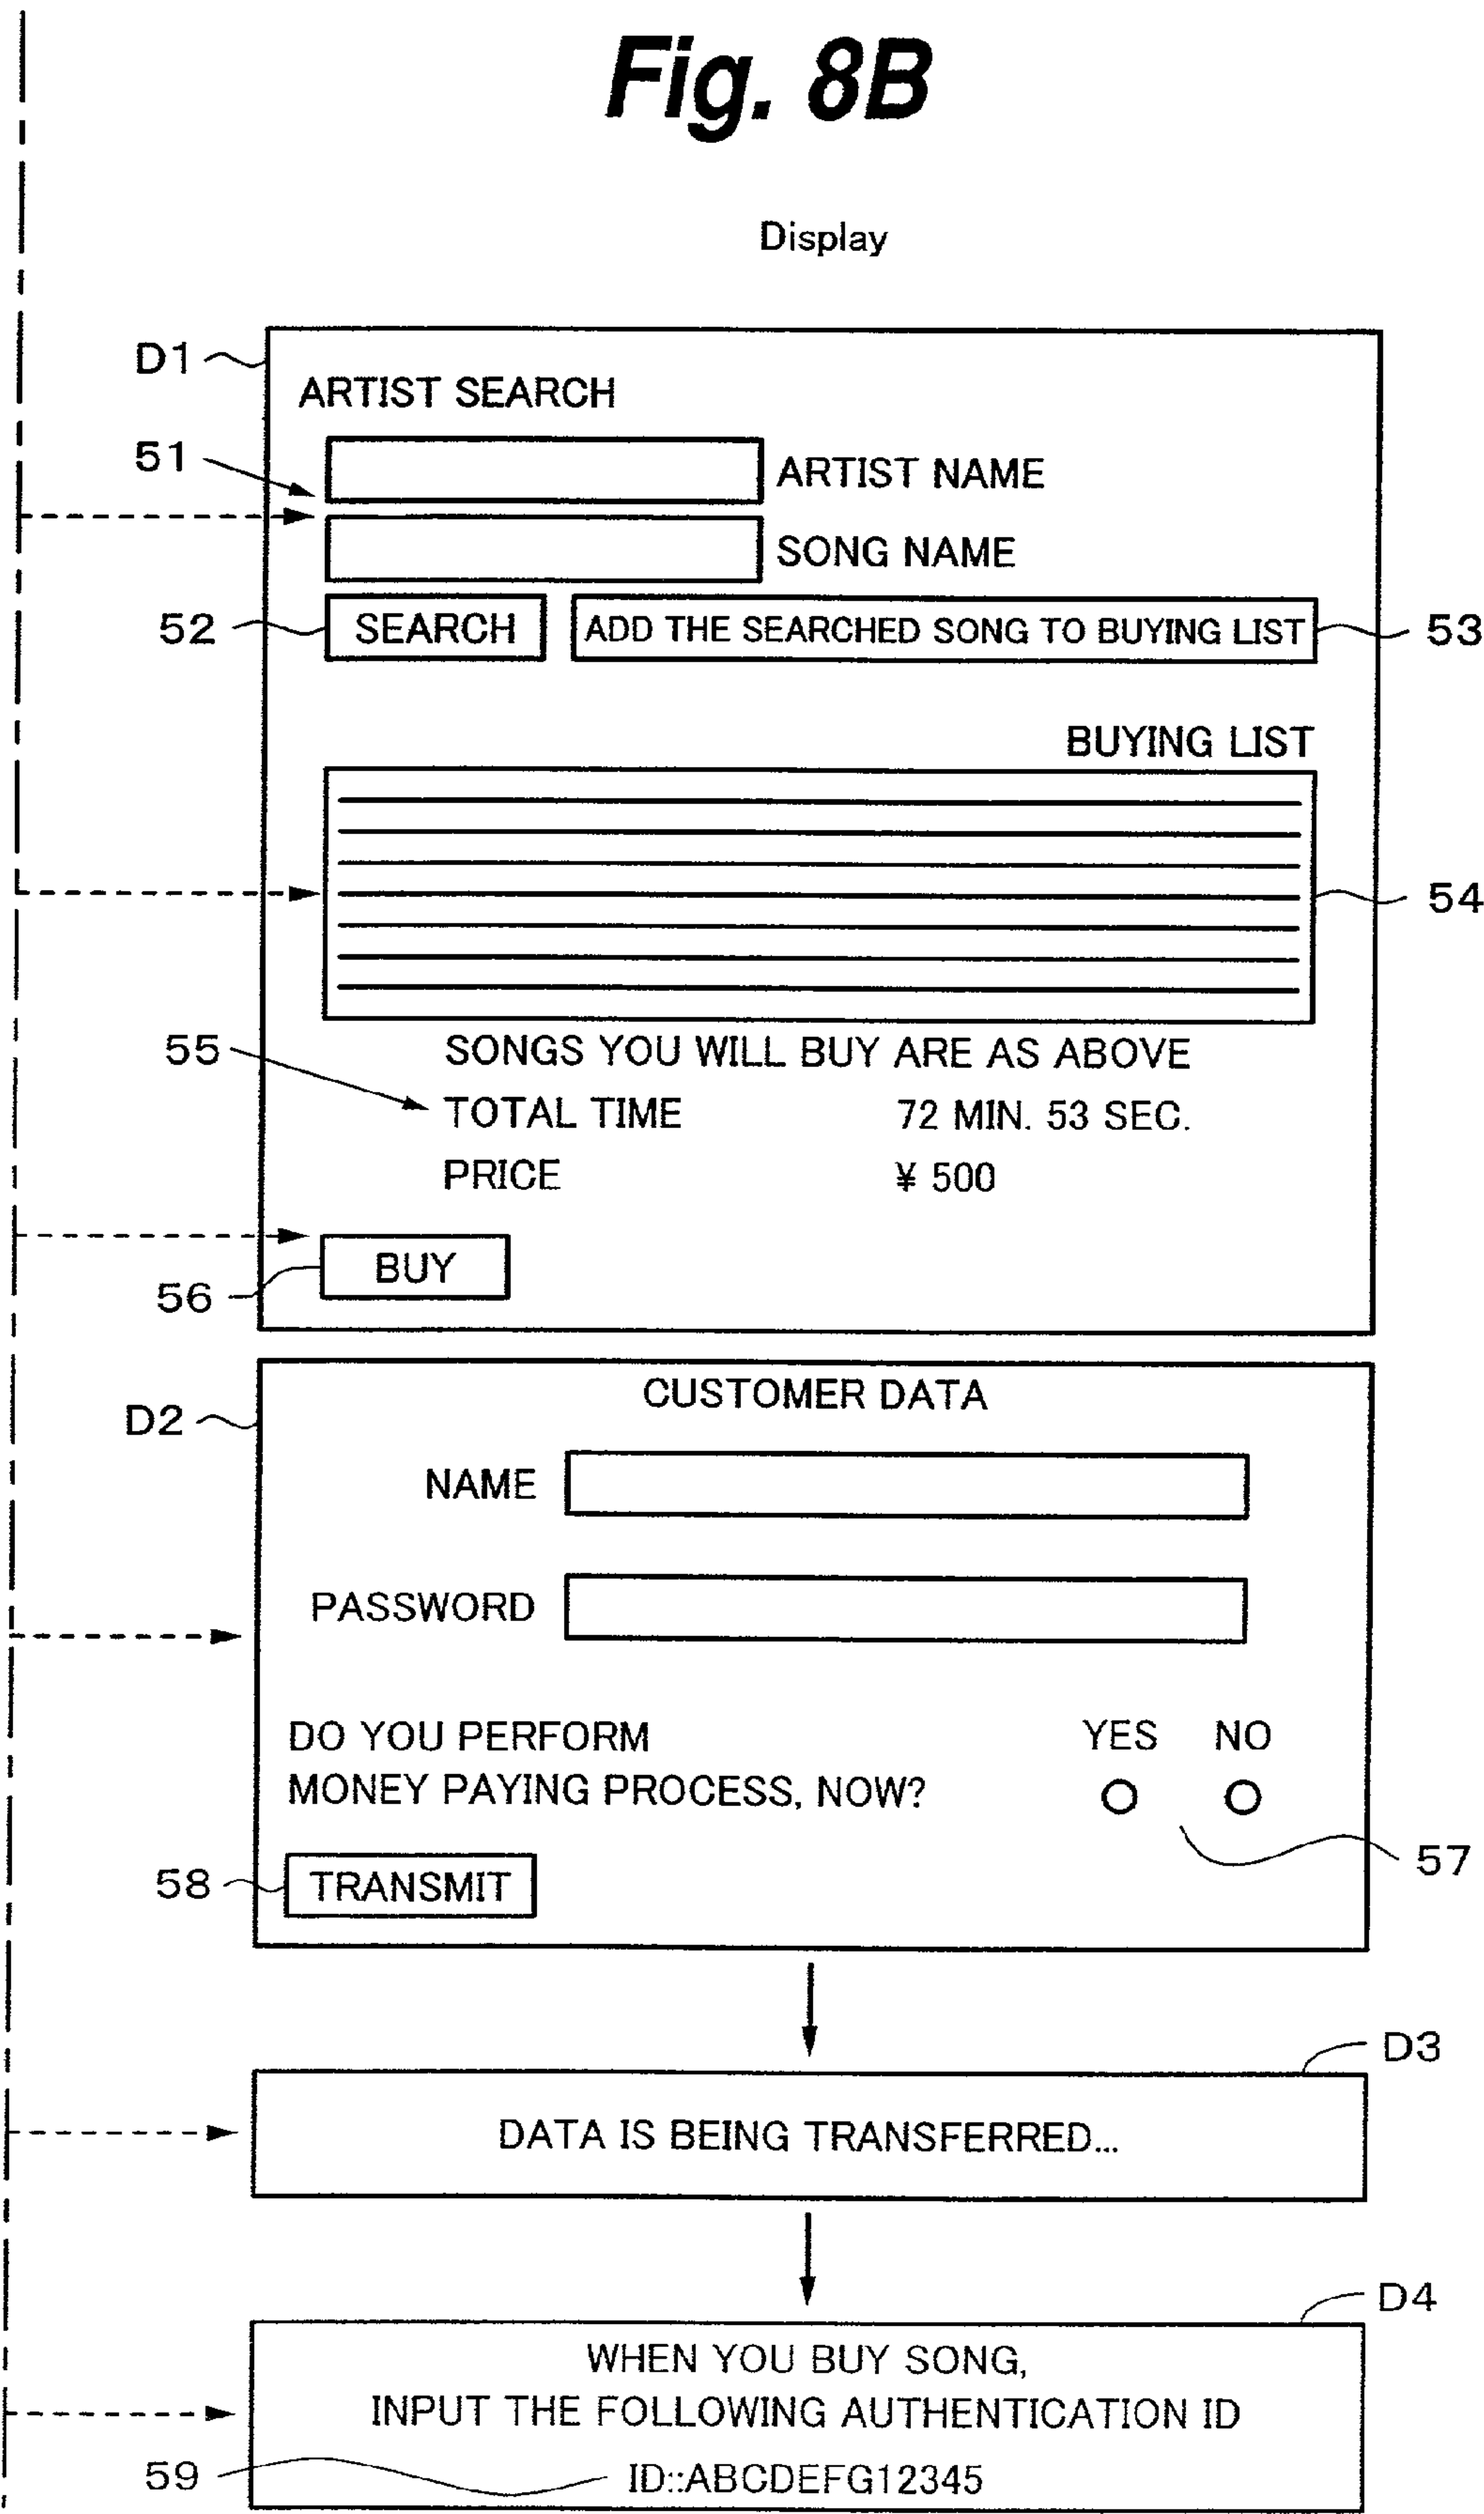 Fig. 8B
Display
D1
ARTIST SEARCH
51
ARTIST NAME
SONG NAME
52
SEARCH
ADD THE SEARCHED SONG TO BUYING LIST
53
BUYING LIST
54
SONGS YOU WILL BUY ARE AS ABOVE
55
TOTAL TIME 72 MIN. 53 SEC.
PRICE ¥ 500
BUY
56
D2
CUSTOMER DATA
NAME
PASSWORD
DO YOU PERFORM YES NO
MONEY PAYING PROCESS, NOW?
57
58
TRANSMIT
D3
DATA IS BEING TRANSFERRED...
D4
WHEN YOU BUY SONG,
INPUT THE FOLLOWING AUTHENTICATION ID
59
ID::ABCDEFG12345